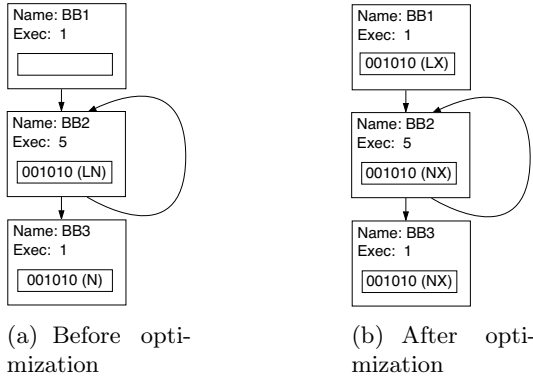 Name: BB1
Exec: 1
Name: BB2
Exec: 5
001010 (LN)
Name: BB3
Exec: 1
001010 (N)
(a) Before opti-
mization
Name: BB1
Exec: 1
001010 (LX)
Name: BB2
Exec: 5
001010 (NX)
Name: BB3
Exec: 1
001010 (NX)
(b) After opti-
mization